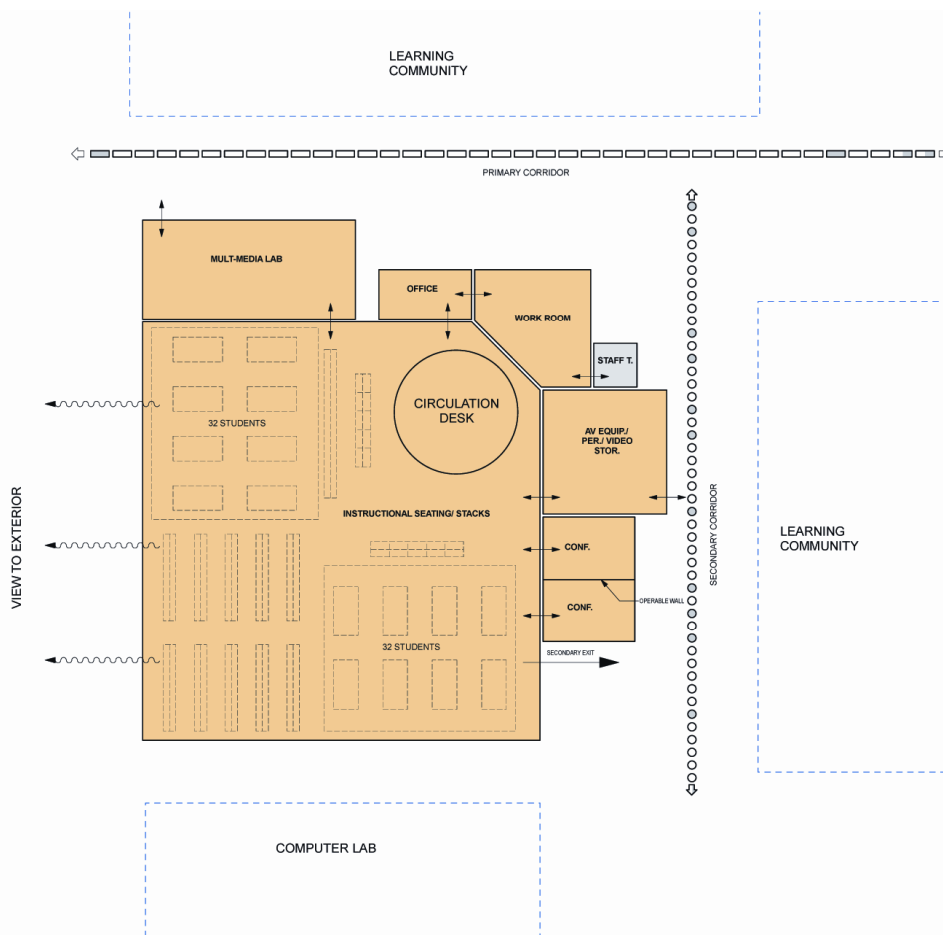 LEARNING
COMMUNITY
PRIMARY CORRIDOR
MULT-MEDIA LAB
OFFICE
WORK ROOM
STAFF T.
CIRCULATION
DESK
32 STUDENTS
AV EQUIP./
PER./ VIDEO
STOR.
INSTRUCTIONAL SEATING/ STACKS
VIEW TO EXTERIOR
SECONDARY CORRIDOR
LEARNING
COMMUNITY
CONF.
OPERABLE WALL
CONF.
32 STUDENTS
SECONDARY EXIT
COMPUTER LAB